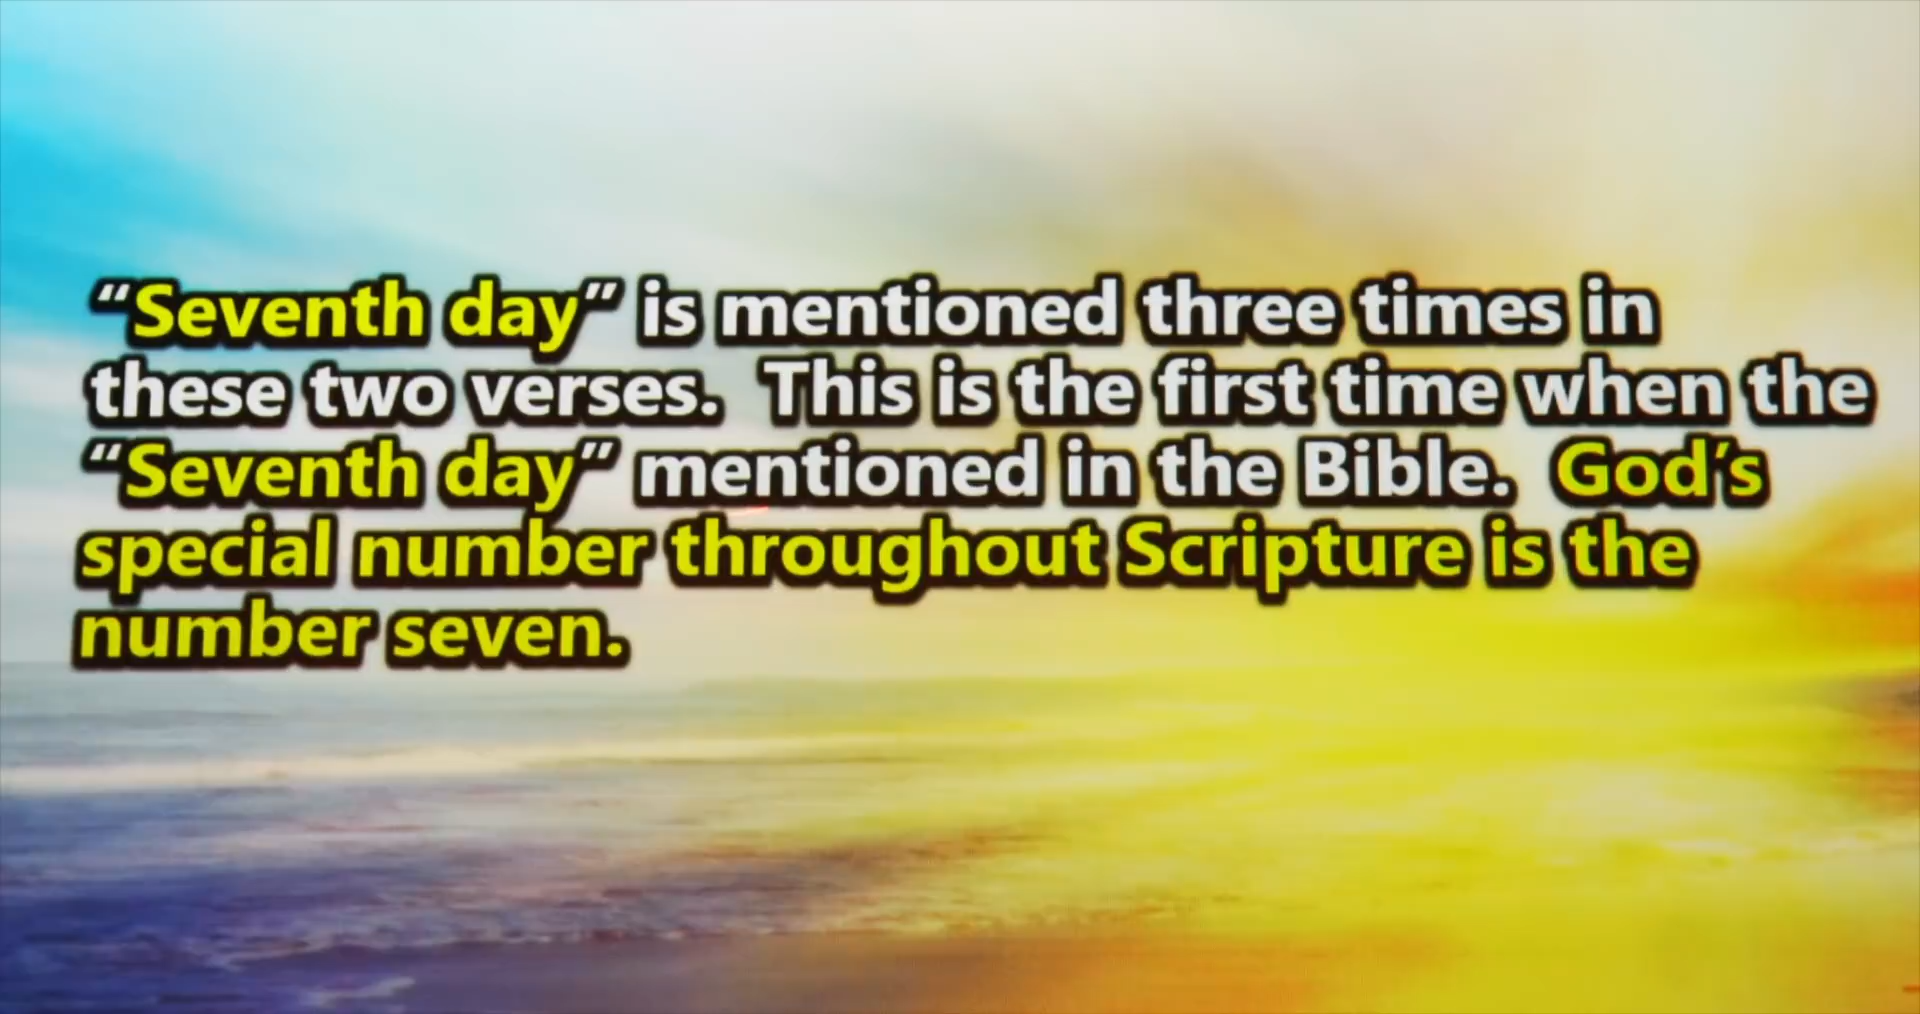 “Seventh day” is mentioned three times in
these two verses.  This is the first time when the
“Seventh day” mentioned in the Bible.  God’s
special number throughout Scripture is the
number seven.